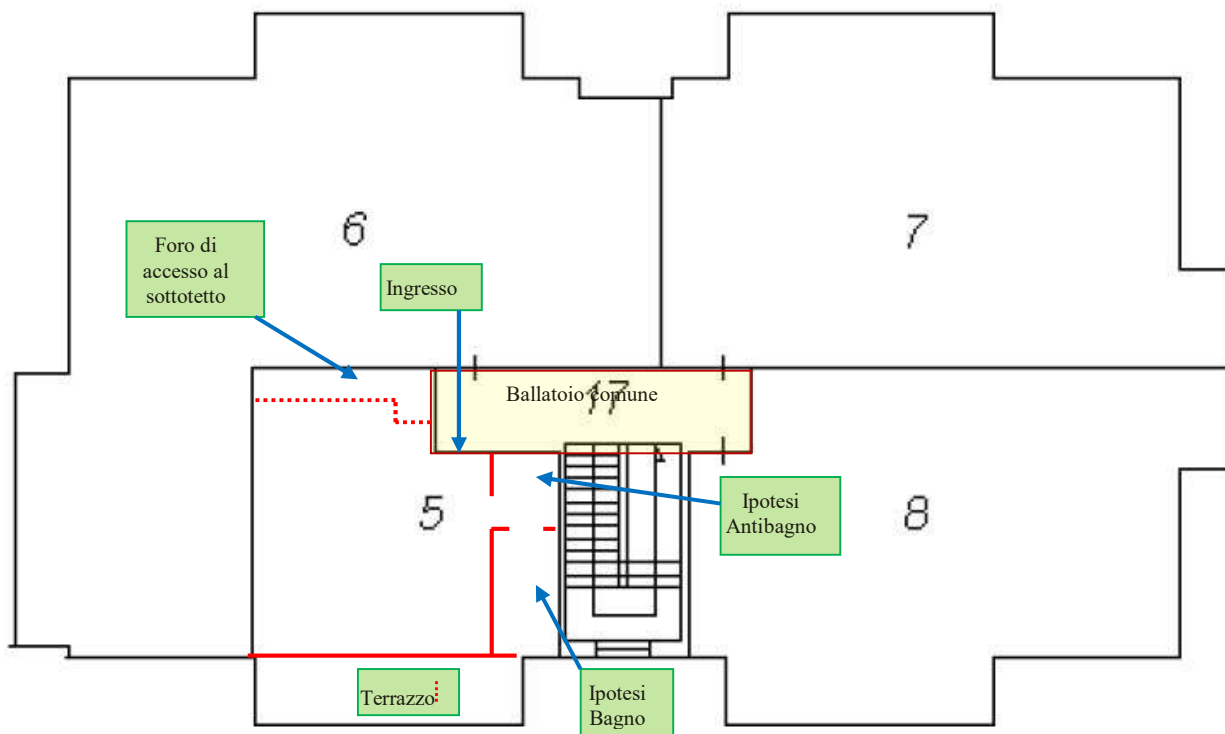 6
7
Foro di
accesso al
sottotetto
Ingresso
Ballatoio comune
17
5
Ipotesi
Antibagno
8
Terrazzo
Ipotesi
Bagno